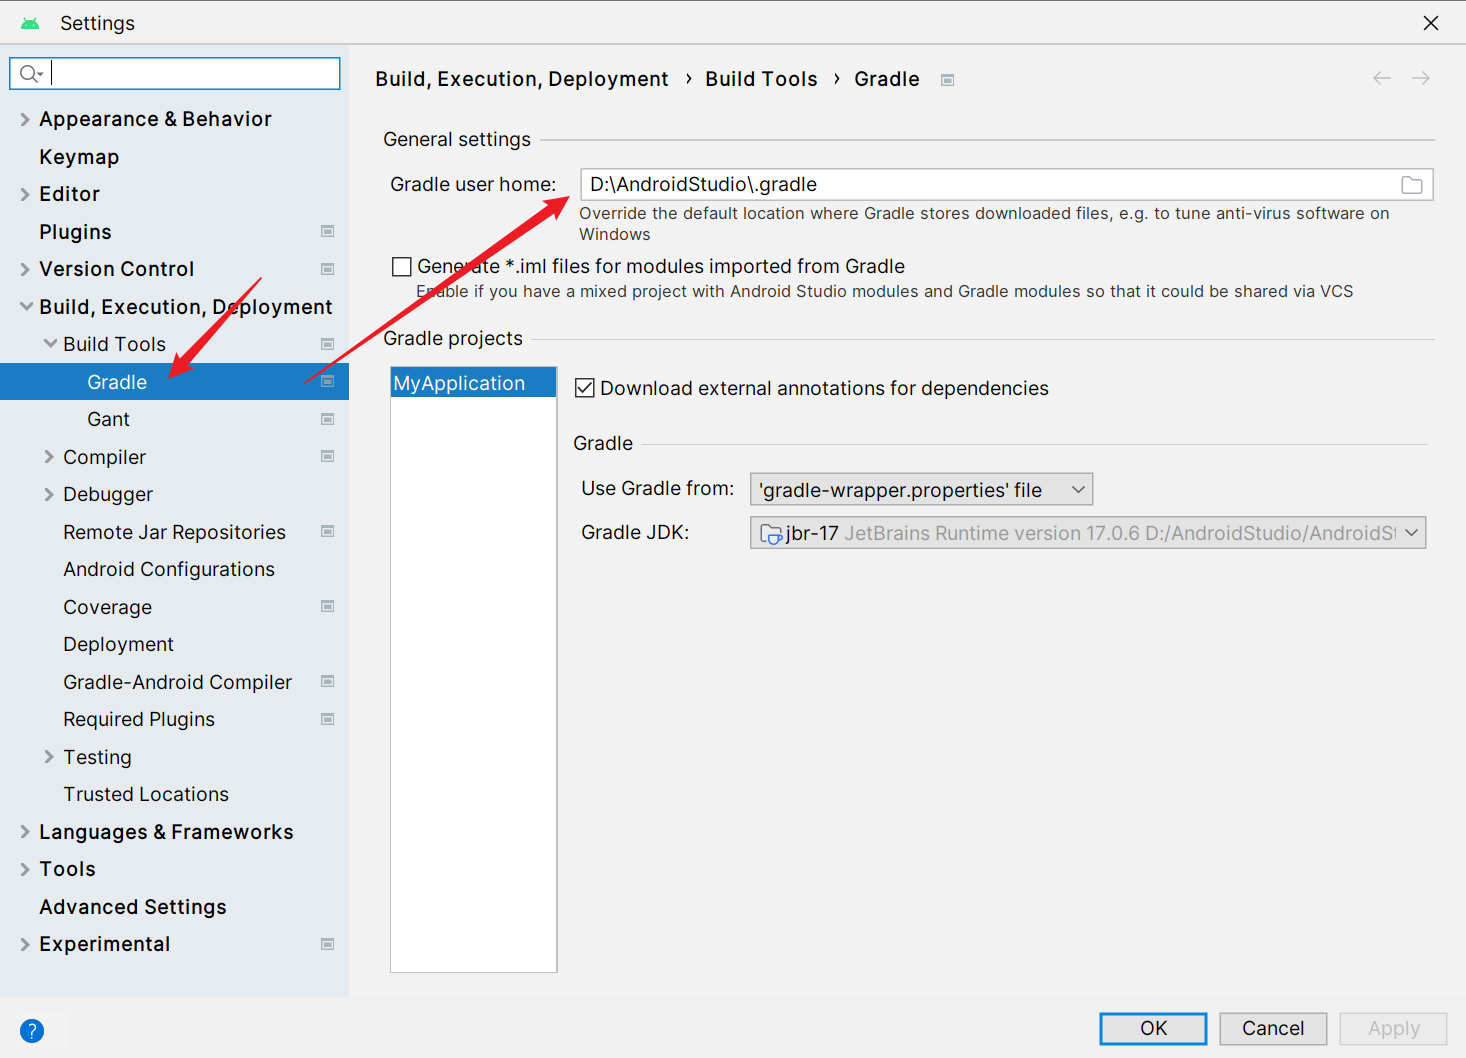 Settings
Appearance & Behavior
Keymap
Editor
Plugins
Version Control
Build, Execution, Deployment
Build Tools
Gradle
Gant
Compiler
Debugger
Remote Jar Repositories
Android Configurations
Coverage
Deployment
Gradle-Android Compiler
Required Plugins
Testing
Trusted Locations
Languages & Frameworks
Tools
Advanced Settings
Experimental
Build, Execution, Deployment › Build Tools › Gradle
General settings
Gradle user home: D:\AndroidStudio\.gradle
Override the default location where Gradle stores downloaded files, e.g. to tune anti-virus software on
Windows
Generate *.iml files for modules imported from Gradle
Enable if you have a mixed project with Android Studio modules and Gradle modules so that it could be shared via VCS
Gradle projects
MyApplication
Download external annotations for dependencies
Gradle
Use Gradle from: 'gradle-wrapper.properties' file
Gradle JDK: jbr-17 JetBrains Runtime version 17.0.6 D:/AndroidStudio/AndroidSt
?
OK Cancel Apply